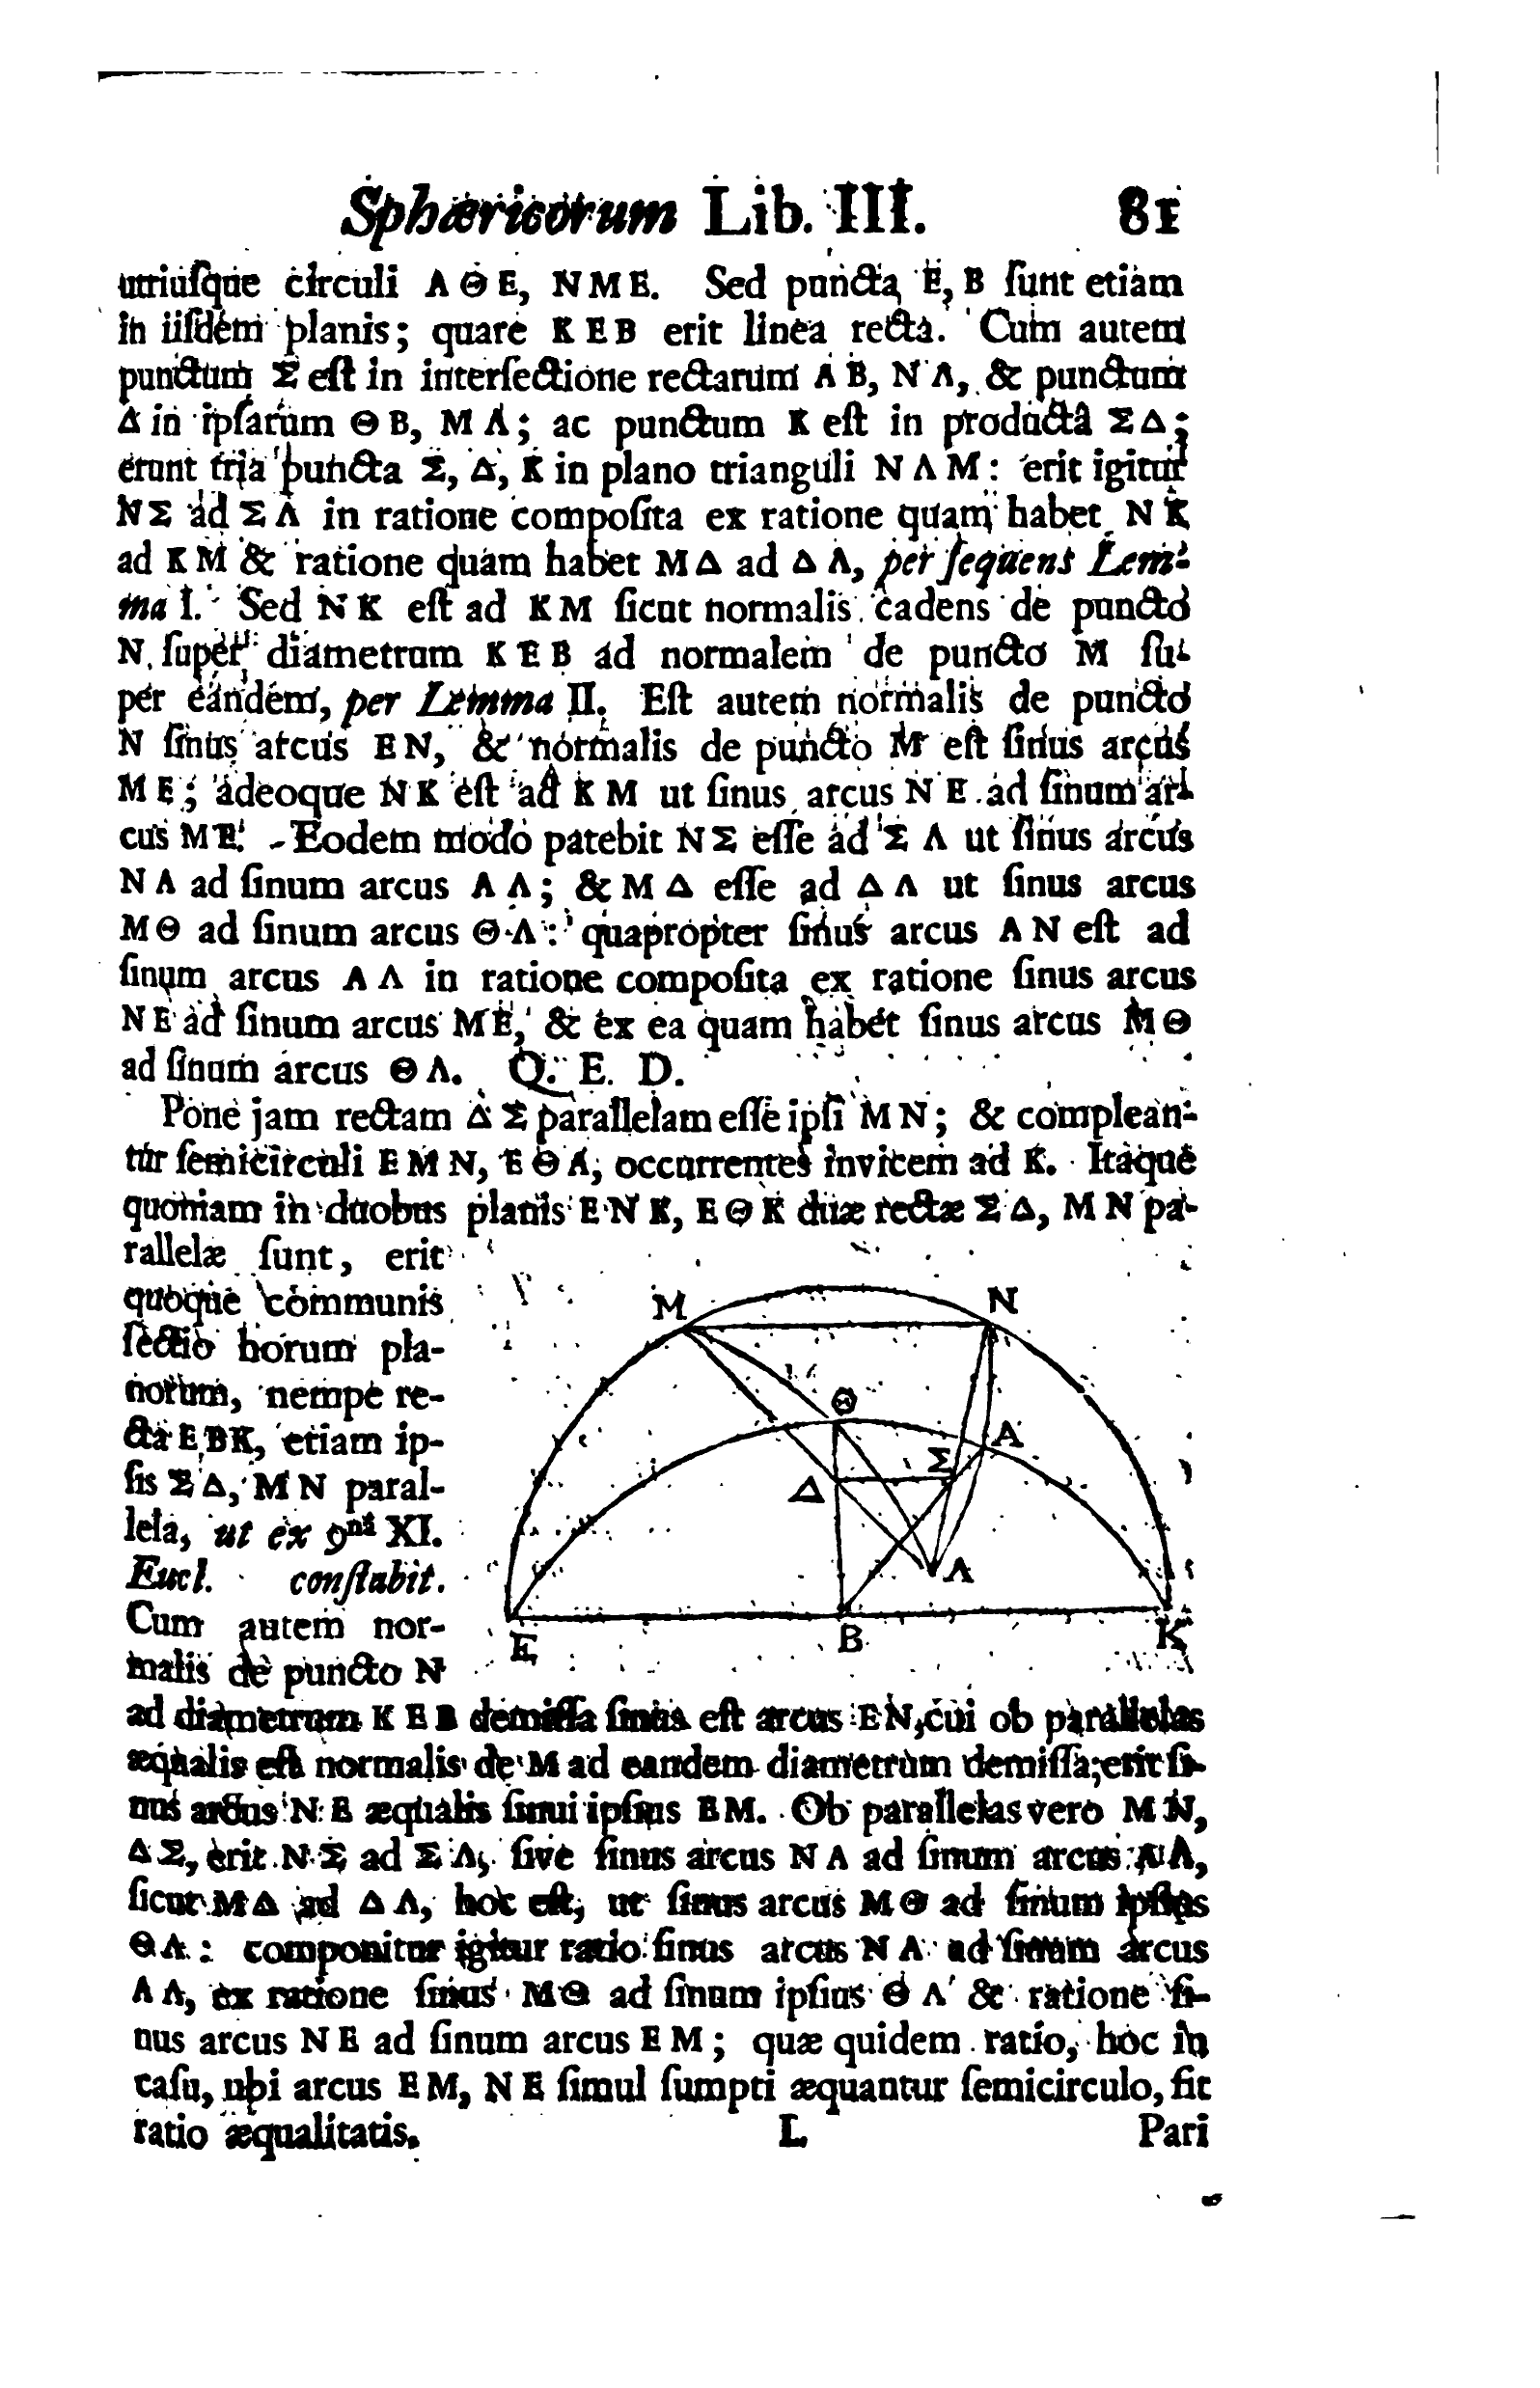 Sphæricorum Lib. III. 81
utriuſque circuli Α Θ Ε, Ν Μ Ε. Sed puncta Ε, Β ſunt etiam
in iiſdem planis; quare Κ Ε Β erit linea recta. Cum autem
punctum Σ eſt in interſectione rectarum Α Β, Ν Λ, & punctum
Δ in ipſarum Θ Β, Μ Λ; ac punctum Κ eſt in productâ Σ Δ;
erunt tria puncta Σ, Δ, Κ in plano trianguli Ν Λ Μ: erit igitur
Ν Σ ad Σ Λ in ratione compoſita ex ratione quam habet Ν Κ
ad Κ Μ & ratione quam habet Μ Δ ad Δ Λ, per ſequens Lem-
ma I. Sed Ν Κ eſt ad Κ Μ ſicut normalis cadens de puncto
Ν ſuper diametrum Κ Ε Β ad normalem de puncto Μ ſu-
per eandem, per Lemma II. Eſt autem normalis de puncto
Ν ſinus arcus Ε Ν, & normalis de puncto Μ eſt ſinus arcus
Μ Ε; adeoque Ν Κ eſt ad Κ Μ ut ſinus arcus Ν Ε ad ſinum ar-
cus Μ Ε. Eodem modo patebit Ν Σ eſſe ad Σ Λ ut ſinus arcus
Ν Α ad ſinum arcus Α Λ; & Μ Δ eſſe ad Δ Λ ut ſinus arcus
Μ Θ ad ſinum arcus Θ Λ: quapropter ſinus arcus Α Ν eſt ad
ſinum arcus Α Λ in ratione compoſita ex ratione ſinus arcus
Ν Ε ad ſinum arcus Μ Ε, & ex ea quam habet ſinus arcus Μ Θ
ad ſinum arcus Θ Λ. Q. E. D.
Pone jam rectam Δ Σ parallelam eſſe ipſi Μ Ν; & complean-
tur ſemicirculi Ε Μ Ν, Ε Θ Α, occurrentes invicem ad Κ. Itaque
quoniam in duobus planis Ε Ν Κ, Ε Θ Κ duæ rectæ Σ Δ, Μ Ν pa-
rallelæ ſunt, erit
quoque communis
ſectio horum pla-
norum, nempe re-
cta Ε Β Κ, etiam ip-
ſis Σ Δ, Μ Ν paral-
lela, ut ex 9nâ XI.
Eucl. conſtabit.
Cum autem nor-
malis de puncto Ν
Μ Ν
Θ
Α
Σ
Δ
Λ
Ε Β Κ
ad diametrum Κ Ε Β demiſſa ſinus eſt arcus Ε Ν, cui ob parallelas
æqualis eſt normalis de Μ ad eandem diametrum demiſſa; erit ſi-
nus arcus Ν Ε æqualis ſinui ipſius Ε Μ. Ob parallelas vero Μ Ν,
Δ Σ, erit Ν Σ ad Σ Λ, ſive ſinus arcus Ν Α ad ſinum arcus Α Λ,
ſicut Μ Δ ad Δ Λ, hoc eſt, ut ſinus arcus Μ Θ ad ſinum ipſius
Θ Λ: componitur igitur ratio ſinus arcus Ν Α ad ſinum arcus
Α Λ, ex ratione ſinus Μ Θ ad ſinum ipſius Θ Λ & ratione ſi-
nus arcus Ν Ε ad ſinum arcus Ε Μ; quæ quidem ratio, hoc in
caſu, ubi arcus Ε Μ, Ν Ε ſimul ſumpti æquantur ſemicirculo, fit
ratio æqualitatis. L Pari